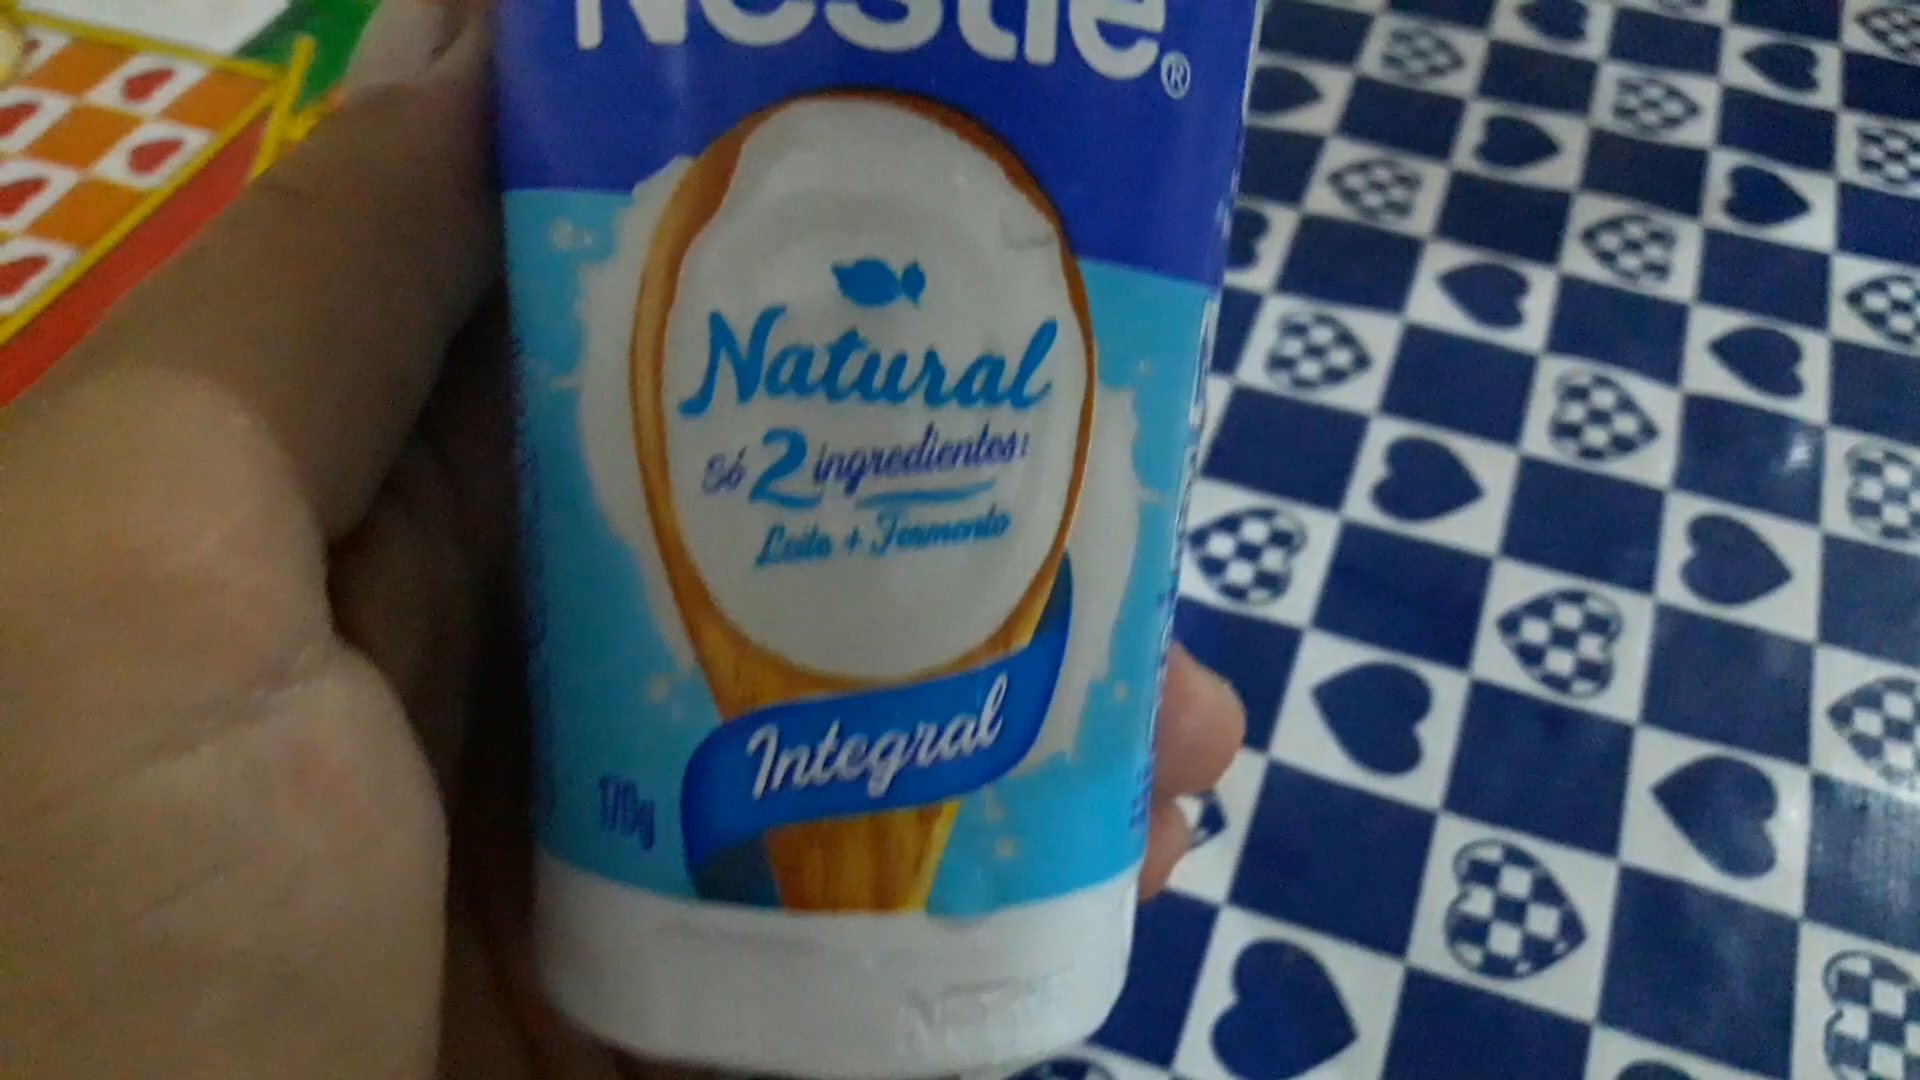 Nestlé®
Natural
Só 2 ingredientes:
Leite + Fermento
Integral
170g